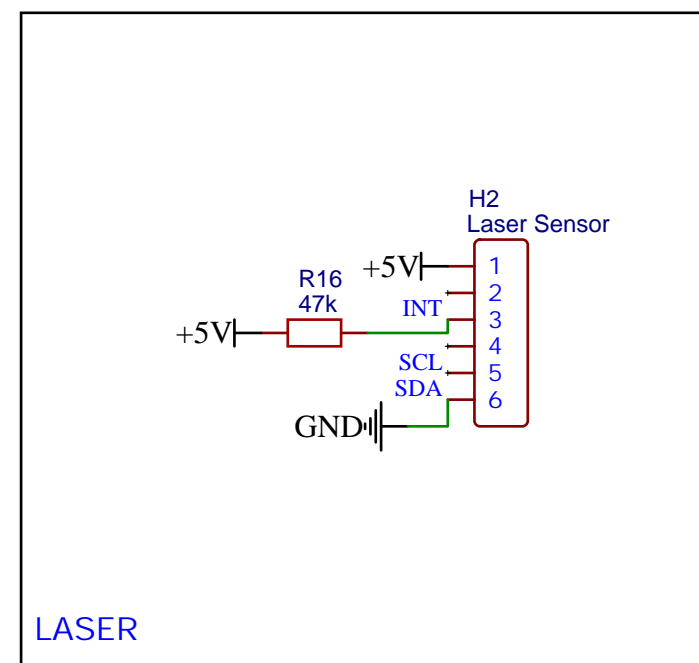 H2
Laser Sensor
+5V
1
R16
2
47k
INT
3
+5V
4
SCL
5
SDA
6
GND
LASER